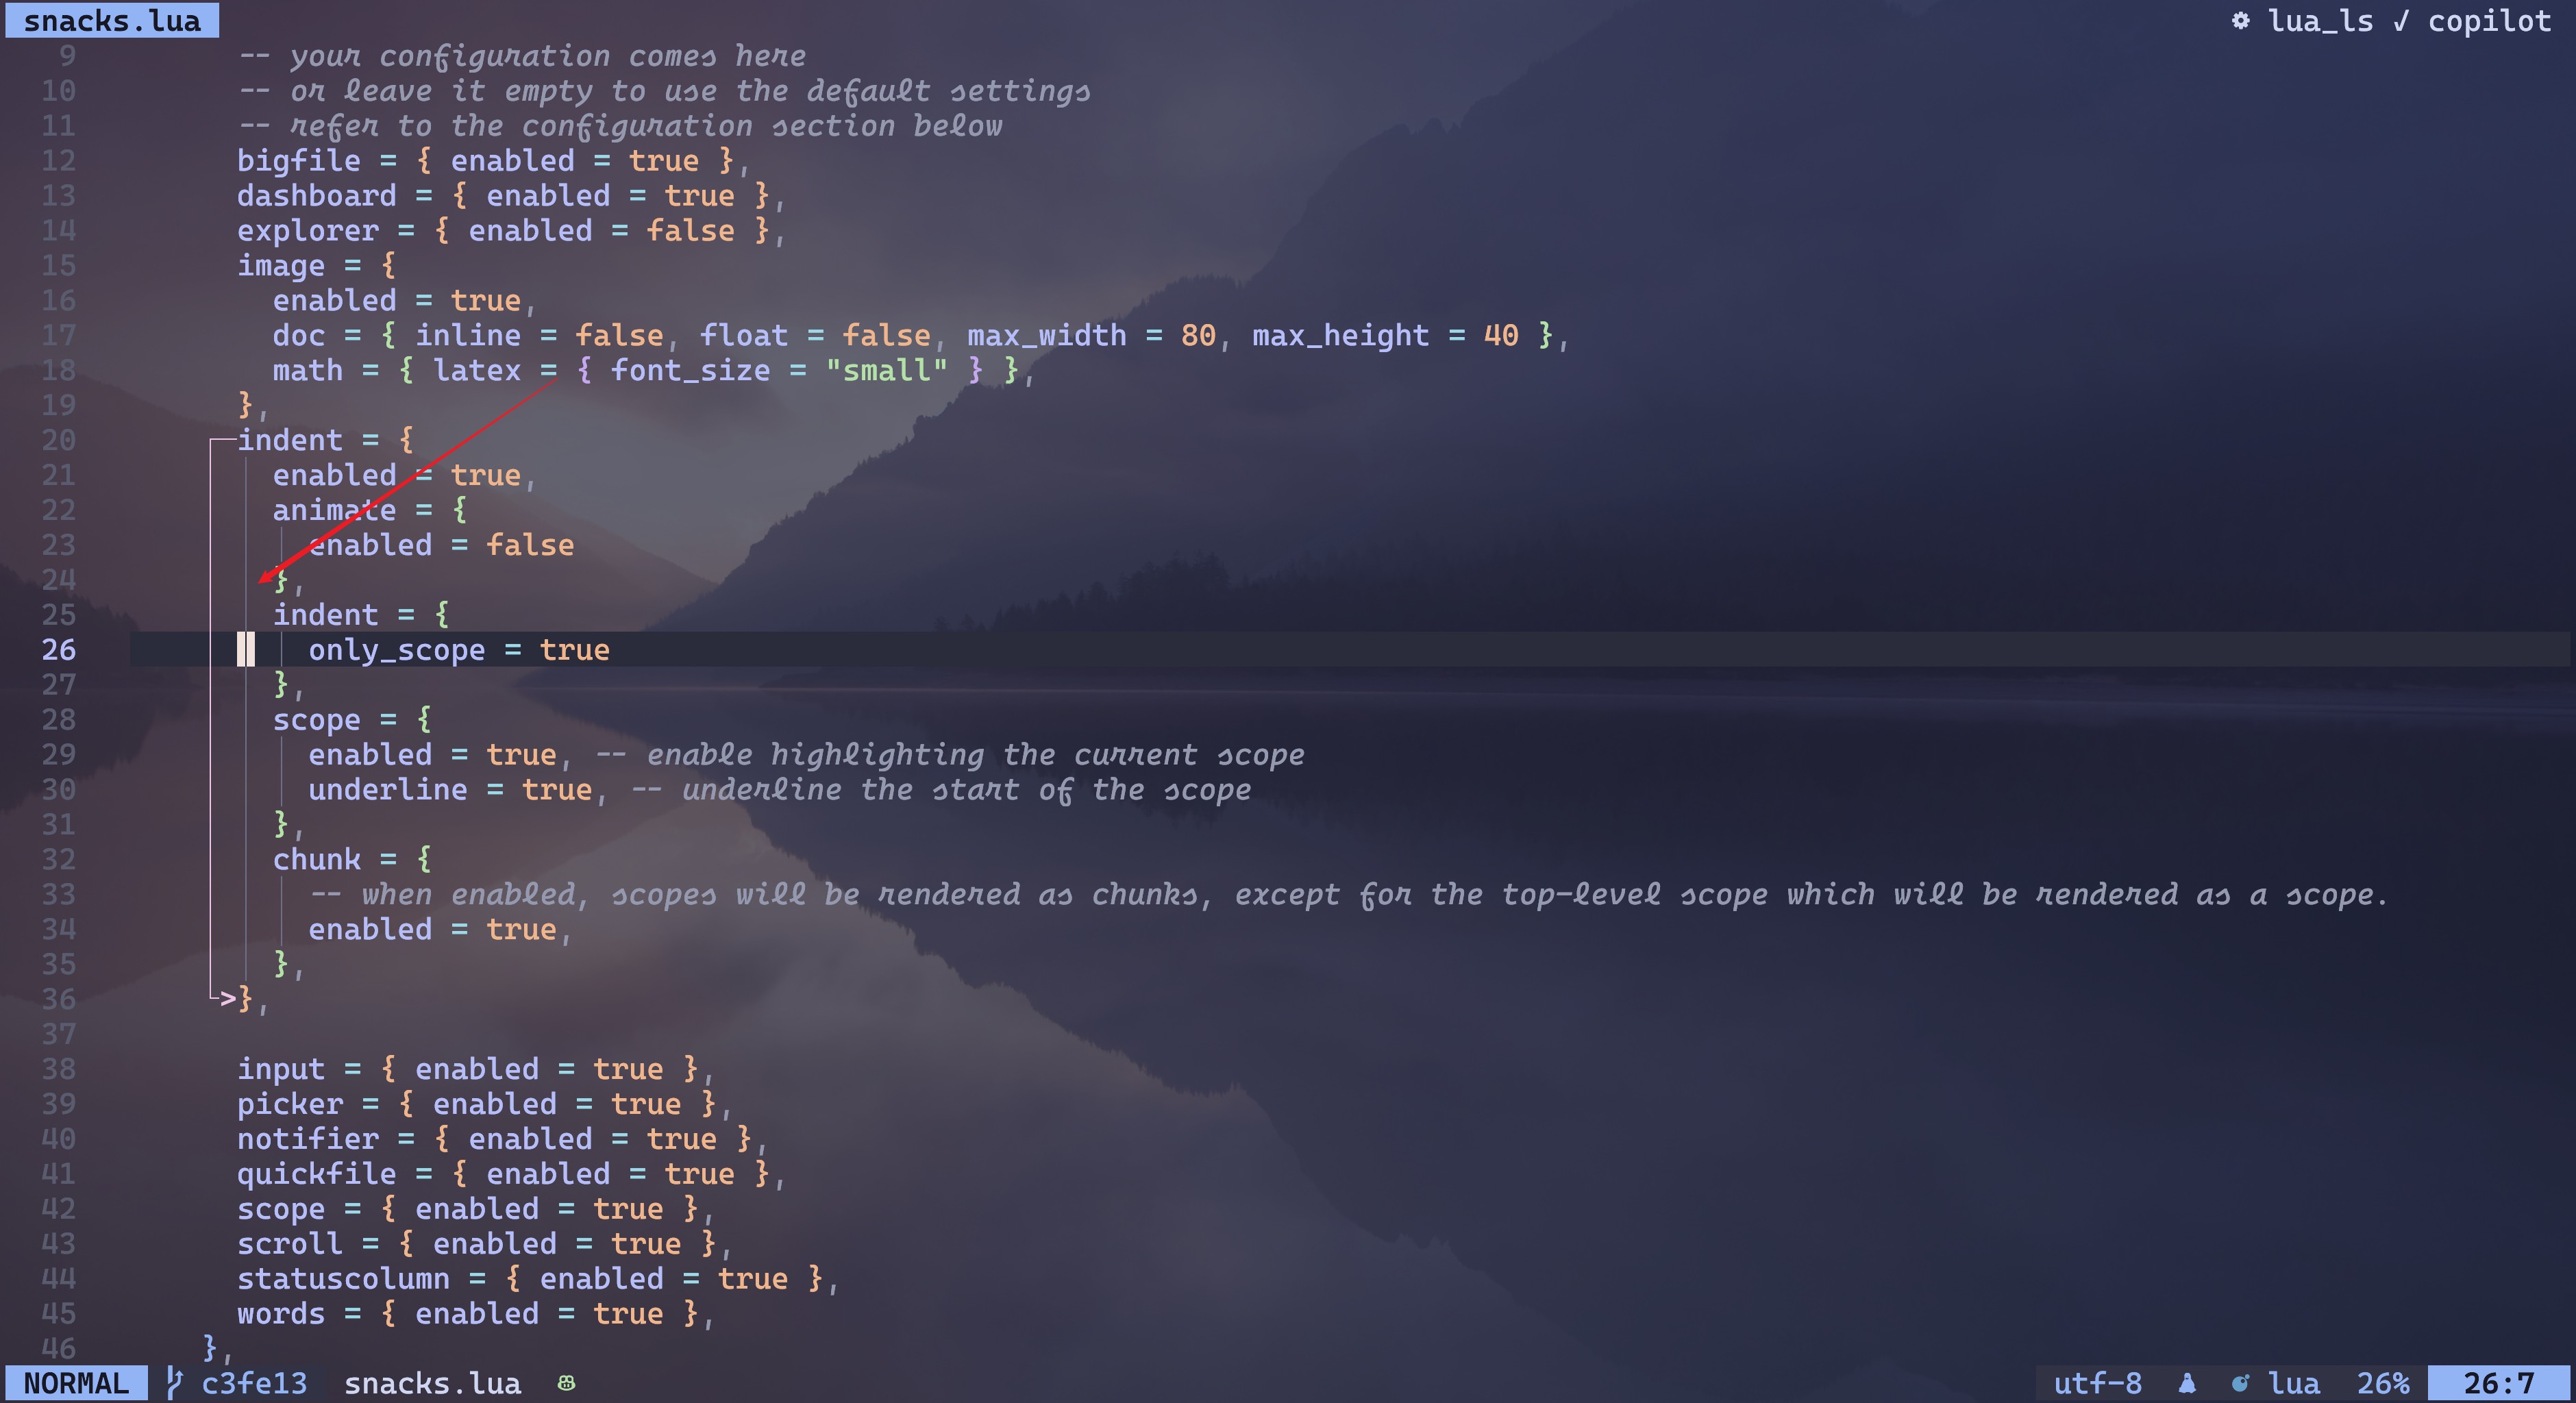 snacks.lua lua_ls ✓ copilot
9 -- your configuration comes here
10 -- or leave it empty to use the default settings
11 -- refer to the configuration section below
12 bigfile = { enabled = true },
13 dashboard = { enabled = true },
14 explorer = { enabled = false },
15 image = {
16 enabled = true,
17 doc = { inline = false, float = false, max_width = 80, max_height = 40 },
18 math = { latex = { font_size = "small" } },
19 },
20 indent = {
21 enabled = true,
22 animate = {
23 enabled = false
24 },
25 indent = {
26 only_scope = true
27 },
28 scope = {
29 enabled = true, -- enable highlighting the current scope
30 underline = true, -- underline the start of the scope
31 },
32 chunk = {
33 -- when enabled, scopes will be rendered as chunks, except for the top-level scope which will be rendered as a scope.
34 enabled = true,
35 },
36 >},
37
38 input = { enabled = true },
39 picker = { enabled = true },
40 notifier = { enabled = true },
41 quickfile = { enabled = true },
42 scope = { enabled = true },
43 scroll = { enabled = true },
44 statuscolumn = { enabled = true },
45 words = { enabled = true },
46 },
NORMAL c3fe13 snacks.lua utf-8 lua 26% 26:7